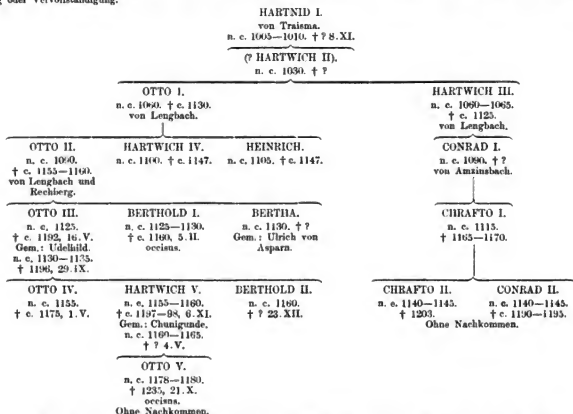 oder Vervollständigung.
HARTNID I.
von Traisma.
n. c. 1005—1010. † ? 8. XI.
(? HARTWICH II).
n. c. 1030. † ?
OTTO I.
n. c. 1060. † c. 1130.
von Lengbach.
HARTWICH III.
n. c. 1060—1065.
† c. 1125.
von Lengbach.
OTTO II.
n. c. 1090.
† c. 1155—1160.
von Lengbach und
Rechberg.
HARTWICH IV.
n. c. 1100. † c. 1147.
HEINRICH.
n. c. 1105. † c. 1147.
CONRAD I.
n. c. 1090. † ?
von Amzinsbach.
OTTO III.
n. c. 1125.
† c. 1192, 16. V.
Gem.: Udelhild.
n. c. 1130—1135.
† 1196, 29. IX.
BERTHOLD I.
n. c. 1125—1130.
† c. 1160, 5. II.
occisus.
BERTHA.
n. c. 1130. † ?
Gem.: Ulrich von
Asparn.
CHRAFTO I.
n. c. 1115.
† 1165—1170.
OTTO IV.
n. c. 1155.
† c. 1175, 1. V.
HARTWICH V.
n. c. 1155—1160.
† c. 1197—98, 6. XI.
Gem.: Chunigunde.
n. c. 1160—1165.
† ? 4. V.
BERTHOLD II.
n. c. 1160.
† ? 23. XII.
CHRAFTO II.
n. c. 1140—1145.
† 1203.
CONRAD II.
n. c. 1140—1145.
† c. 1190—1195.
Ohne Nachkommen.
OTTO V.
n. c. 1178—1180.
† 1235, 21. X.
occisus.
Ohne Nachkommen.